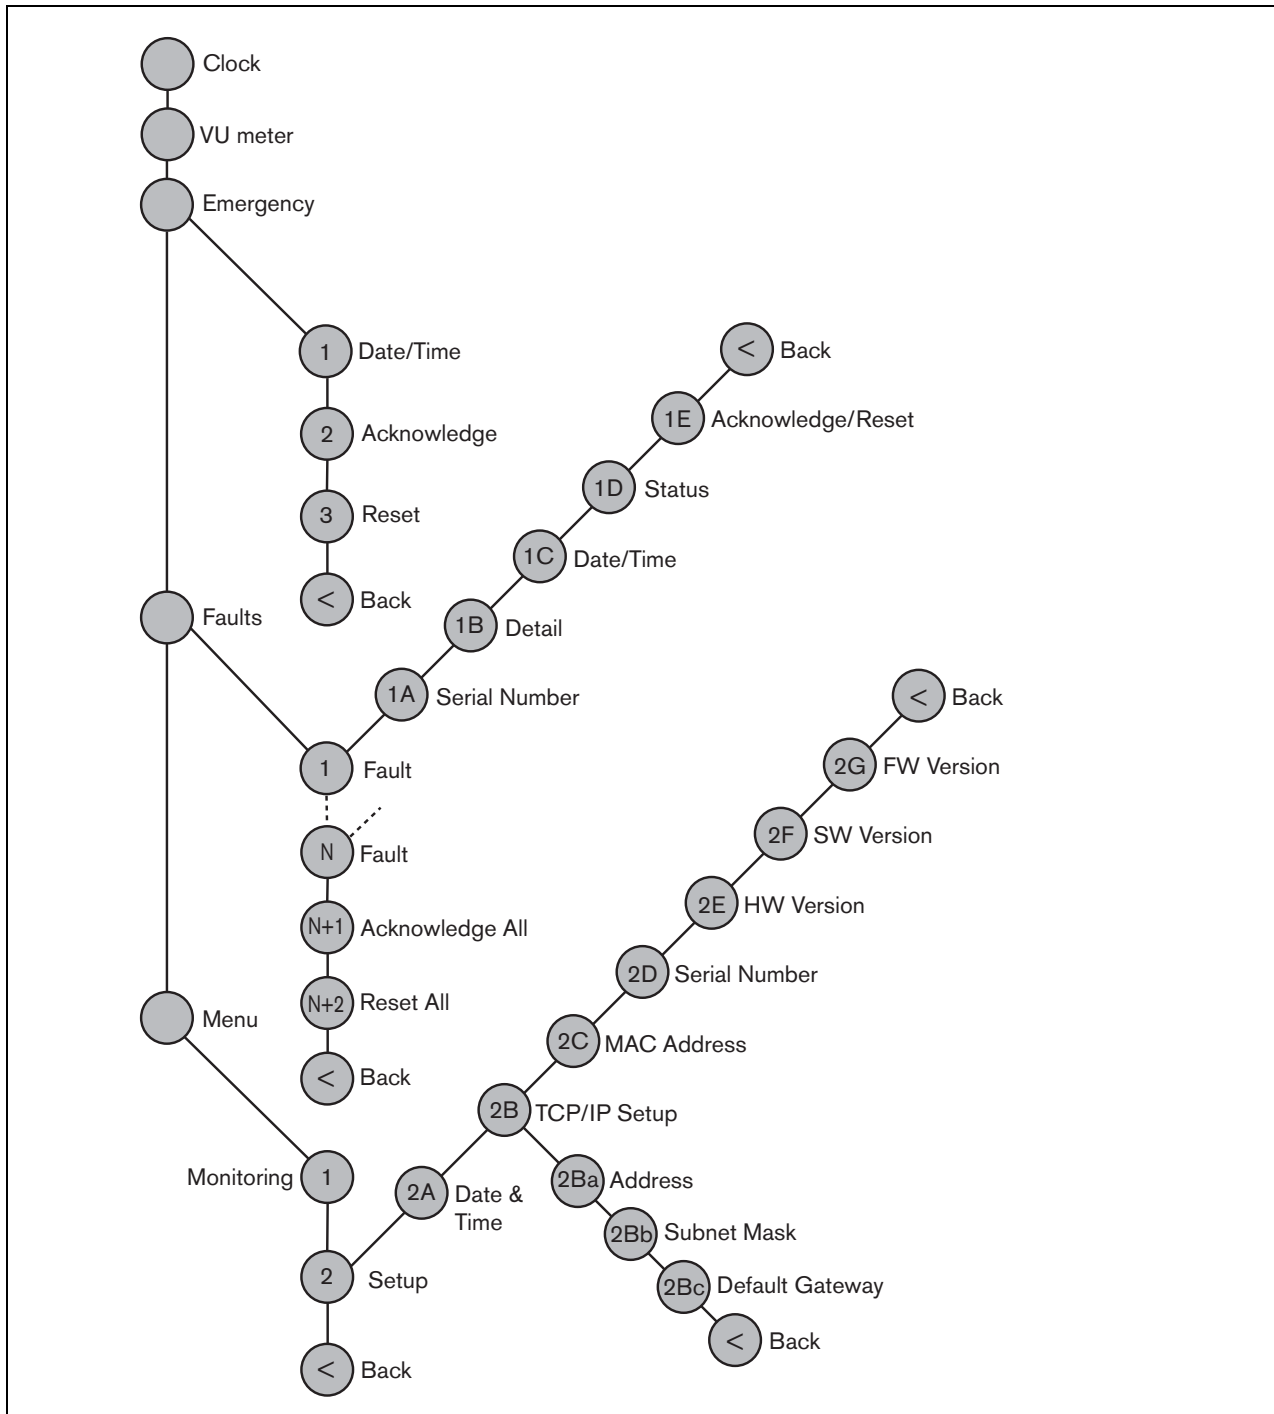 Clock
VU meter
Emergency
1 Date/Time
2 Acknowledge
3 Reset
< Back
Faults
1 Fault
1A Serial Number
1B Detail
1C Date/Time
1D Status
1E Acknowledge/Reset
< Back
N Fault
N+1 Acknowledge All
N+2 Reset All
< Back
Menu
Monitoring 1
2 Setup
2A Date &
Time
2B TCP/IP Setup
2Ba Address
2Bb Subnet Mask
2Bc Default Gateway
< Back
2C MAC Address
2D Serial Number
2E HW Version
2F SW Version
2G FW Version
< Back
< Back